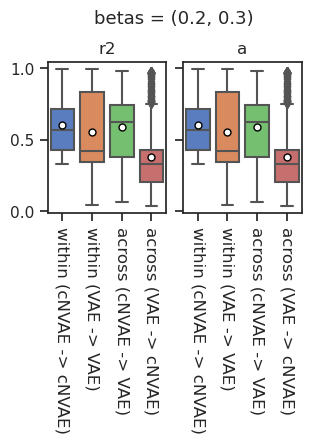 betas = (0.2, 0.3)
r2
a
1.0
0.5
0.0
within (cNVAE -> cNVAE)
within (VAE -> VAE)
across (cNVAE -> VAE)
across (VAE -> cNVAE)
within (cNVAE -> cNVAE)
within (VAE -> VAE)
across (cNVAE -> VAE)
across (VAE -> cNVAE)